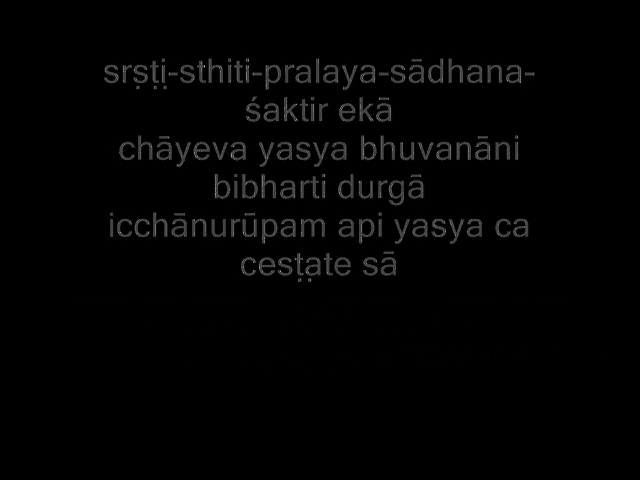 srṣṭi-sthiti-pralaya-sādhana-
śaktir ekā
chāyeva yasya bhuvanāni
bibharti durgā
icchānurūpam api yasya ca
cesṭate sā